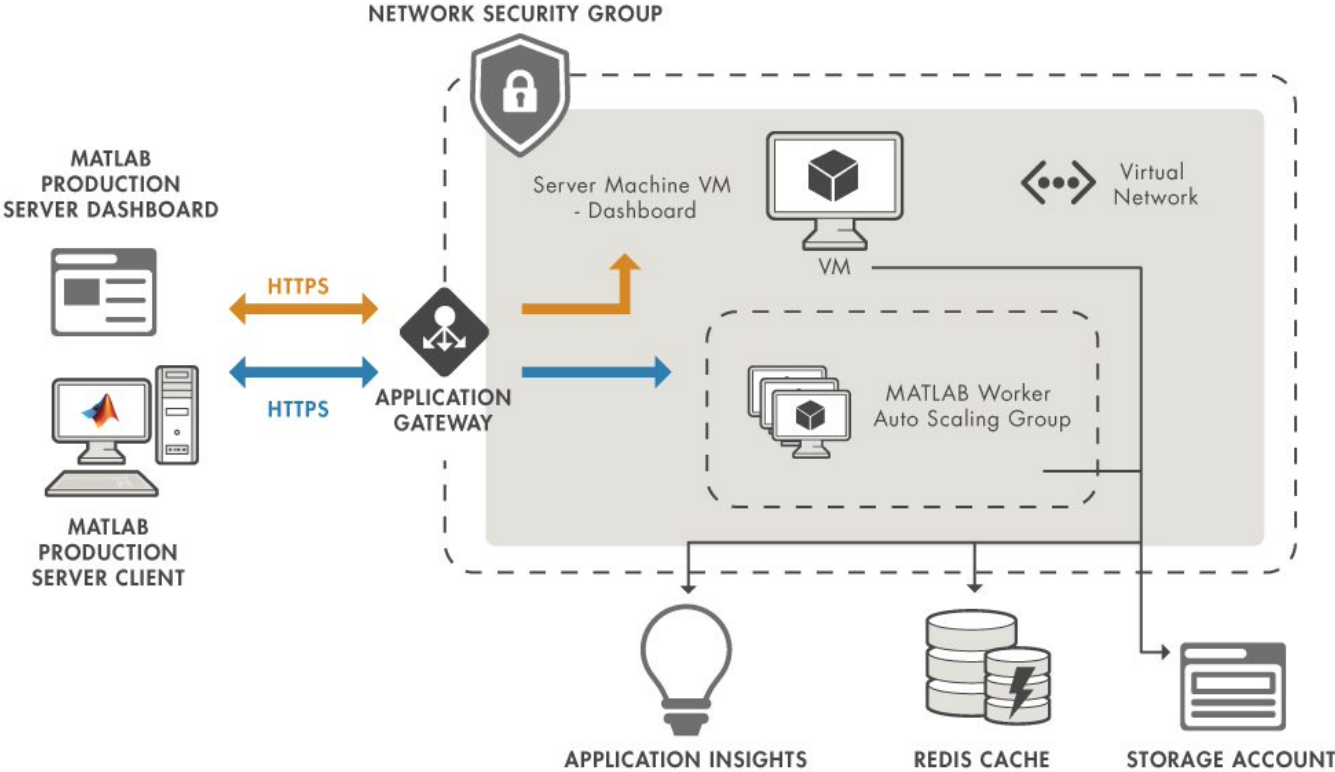 NETWORK SECURITY GROUP
MATLAB
PRODUCTION
SERVER DASHBOARD
Server Machine VM
- Dashboard
Virtual
Network
VM
HTTPS
HTTPS
APPLICATION
GATEWAY
MATLAB Worker
Auto Scaling Group
MATLAB
PRODUCTION
SERVER CLIENT
APPLICATION INSIGHTS
REDIS CACHE
STORAGE ACCOUNT